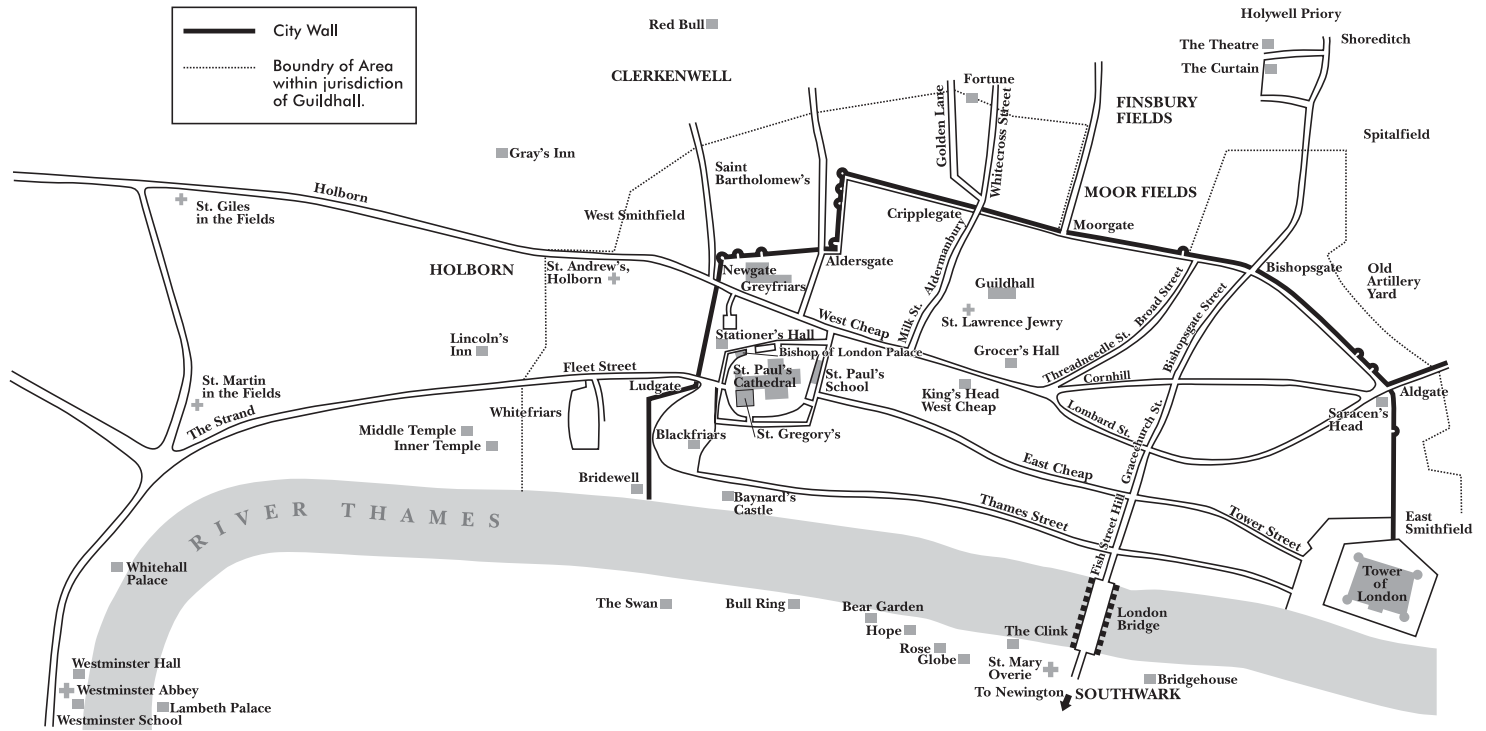 City Wall
Boundry of Area
within jurisdiction
of Guildhall.
Red Bull
CLERKENWELL
Holywell Priory
The Theatre
Shoreditch
The Curtain
Fortune
Golden Lane
Whitecross Street
FINSBURY
FIELDS
Spitalfield
Gray's Inn
Saint
Bartholomew's
MOOR FIELDS
Holborn
St. Giles
in the Fields
West Smithfield
Cripplegate
Moorgate
HOLBORN
St. Andrew's,
Holborn
Newgate
Greyfriars
Aldersgate
Aldermanbury
Milk St.
Guildhall
St. Lawrence Jewry
Broad Street
Threadneedle St.
Bishopsgate Street
Bishopsgate
Old
Artillery
Yard
West Cheap
Stationer's Hall
Bishop of London Palace
Lincoln's
Inn
Grocer's Hall
Fleet Street
Ludgate
St. Paul's
Cathedral
St. Paul's
School
King's Head
West Cheap
Cornhill
Lombard St.
Aldgate
Saracen's
Head
St. Martin
in the Fields
The Strand
Whitefriars
Middle Temple
Inner Temple
Blackfriars
St. Gregory's
Gracechurch St.
East Cheap
Bridewell
Baynard's
Castle
Thames Street
Fish Street Hill
Tower Street
East
Smithfield
RIVER THAMES
Whitehall
Palace
Tower
of
London
The Swan
Bull Ring
Bear Garden
Hope
Rose
Globe
The Clink
London
Bridge
St. Mary
Overie
To Newington
SOUTHWARK
Bridgehouse
Westminster Hall
Westminster Abbey
Westminster School
Lambeth Palace